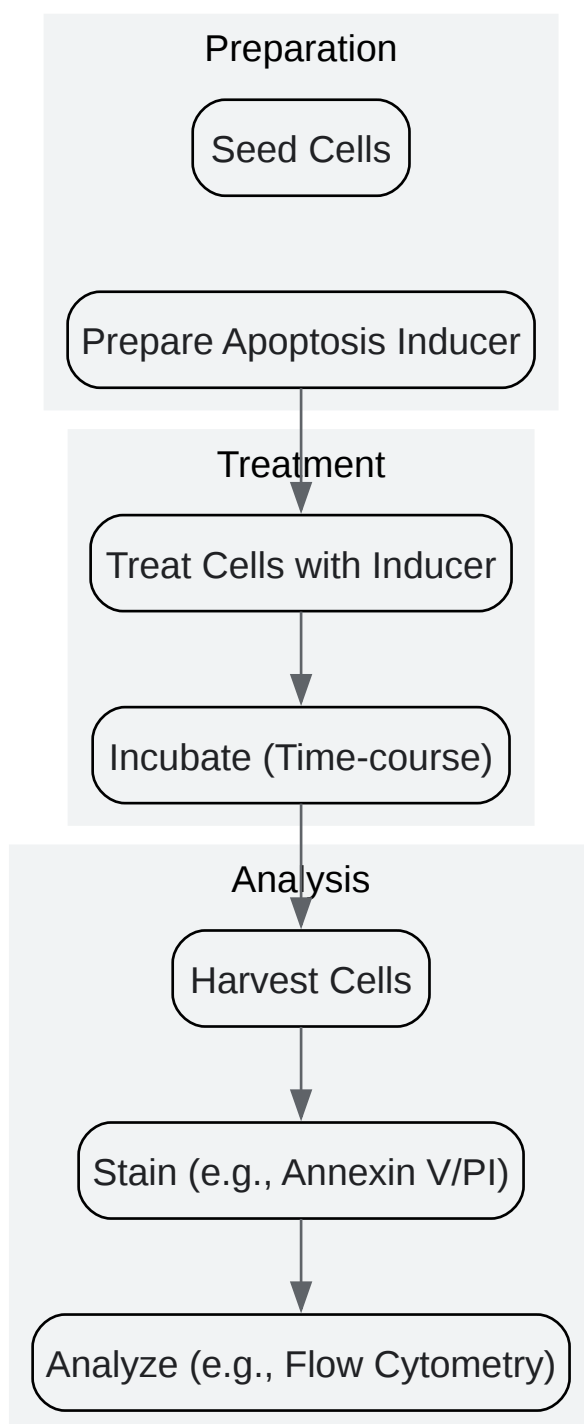 Preparation
Seed Cells
Prepare Apoptosis Inducer
Treatment
Treat Cells with Inducer
Incubate (Time-course)
Analysis
Harvest Cells
Stain (e.g., Annexin V/PI)
Analyze (e.g., Flow Cytometry)